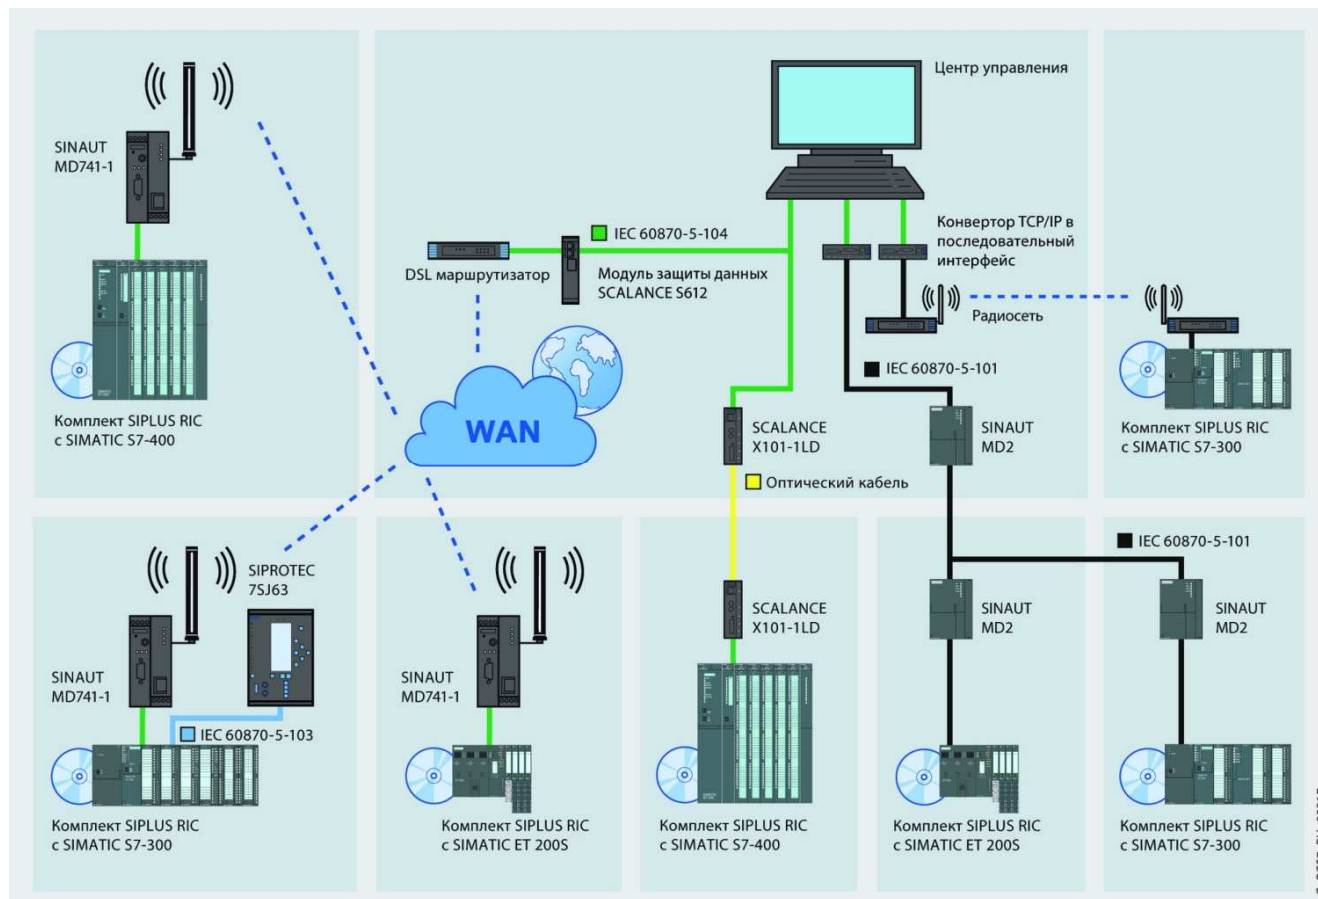 Центр управления
SINAUT
MD741-1
IEC 60870-5-104
Конвертор TCP/IP в
последовательный
интерфейс
DSL маршрутизатор
Модуль защиты данных
SCALANCE S612
Радиосеть
IEC 60870-5-101
WAN
Комплект SIPLUS RIC
с SIMATIC S7-400
SCALANCE
X101-1LD
SINAUT
MD2
Комплект SIPLUS RIC
с SIMATIC S7-300
Оптический кабель
IEC 60870-5-101
SIPROTEC
7SJ63
SINAUT
MD741-1
IEC 60870-5-103
SINAUT
MD741-1
SCALANCE
X101-1LD
SINAUT
MD2
SINAUT
MD2
Комплект SIPLUS RIC
с SIMATIC S7-300
Комплект SIPLUS RIC
с SIMATIC ET 200S
Комплект SIPLUS RIC
с SIMATIC S7-400
Комплект SIPLUS RIC
с SIMATIC ET 200S
Комплект SIPLUS RIC
с SIMATIC S7-300